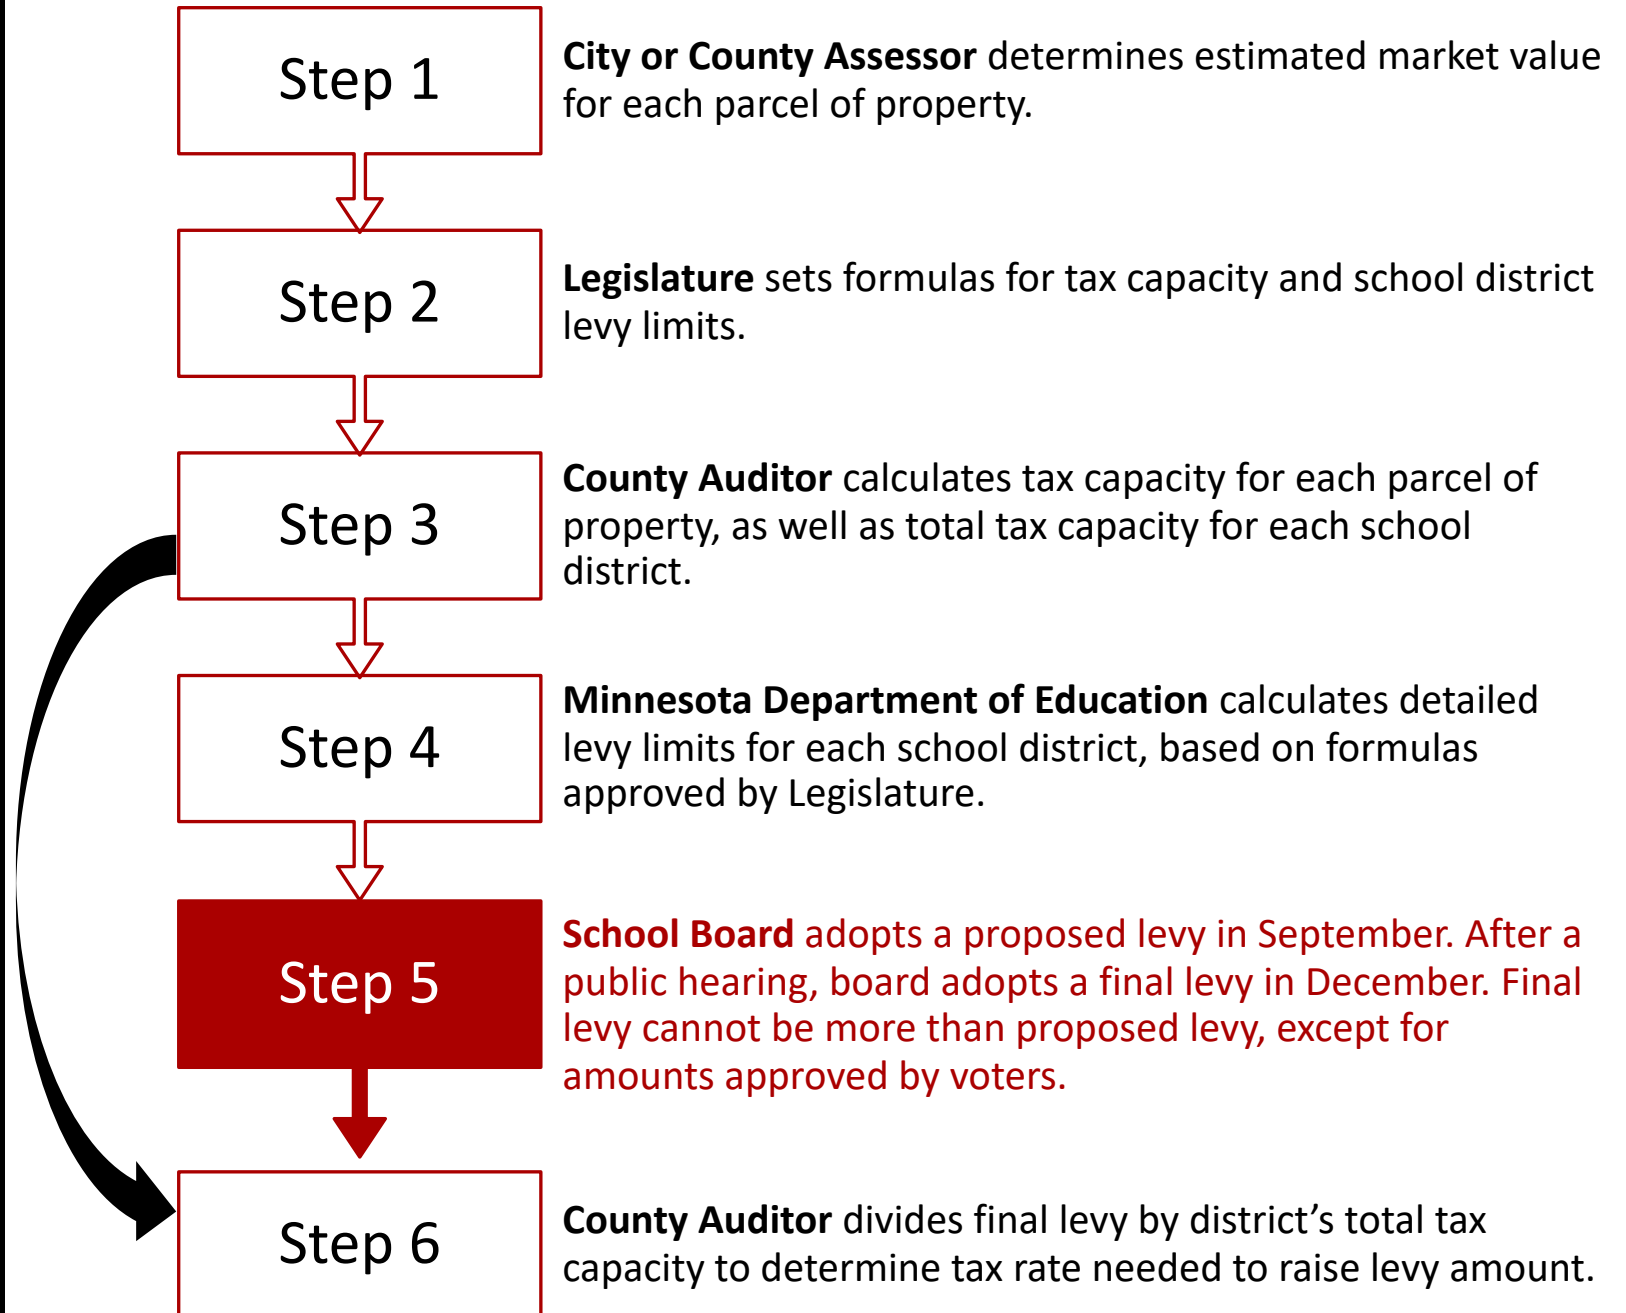 Step 1
City or County Assessor determines estimated market value
for each parcel of property.
Step 2
Legislature sets formulas for tax capacity and school district
levy limits.
Step 3
County Auditor calculates tax capacity for each parcel of
property, as well as total tax capacity for each school
district.
Step 4
Minnesota Department of Education calculates detailed
levy limits for each school district, based on formulas
approved by Legislature.
Step 5
School Board adopts a proposed levy in September. After a
public hearing, board adopts a final levy in December. Final
levy cannot be more than proposed levy, except for
amounts approved by voters.
Step 6
County Auditor divides final levy by district’s total tax
capacity to determine tax rate needed to raise levy amount.